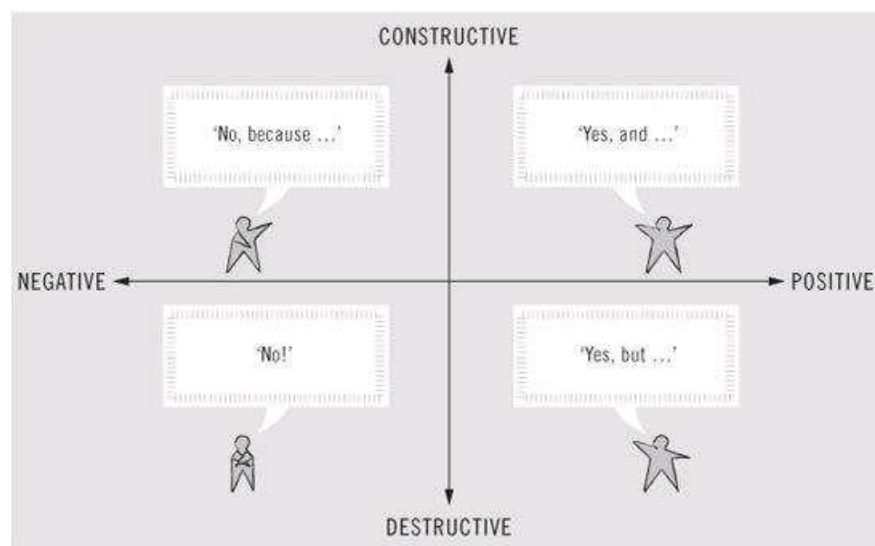 CONSTRUCTIVE
‘No, because ...’
‘Yes, and ...’
NEGATIVE
POSITIVE
‘No!’
‘Yes, but ...’
DESTRUCTIVE